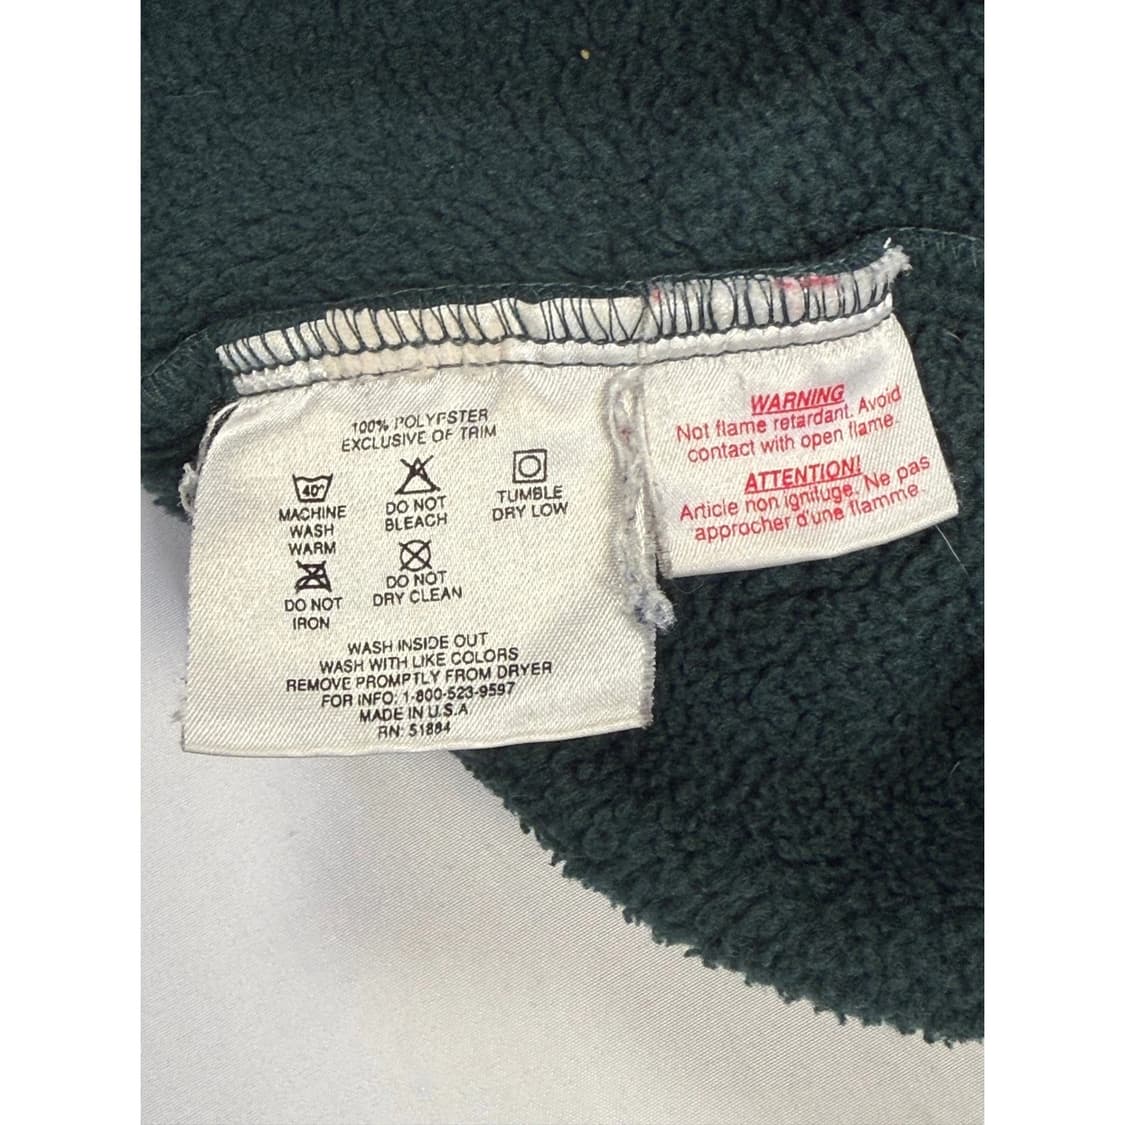 100% POLYESTER
EXCLUSIVE OF TRIM
40°
MACHINE
WASH
WARM
DO NOT
BLEACH
TUMBLE
DRY LOW
DO NOT
IRON
DO NOT
DRY CLEAN
WASH INSIDE OUT
WASH WITH LIKE COLORS
REMOVE PROMPTLY FROM DRYER
FOR INFO: 1-800-523-9597
MADE IN U.S.A
RN: 51884
WARNING
Not flame retardant. Avoid
contact with open flame.
ATTENTION!
Article non ignifuge. Ne pas
approcher d'une flamme.